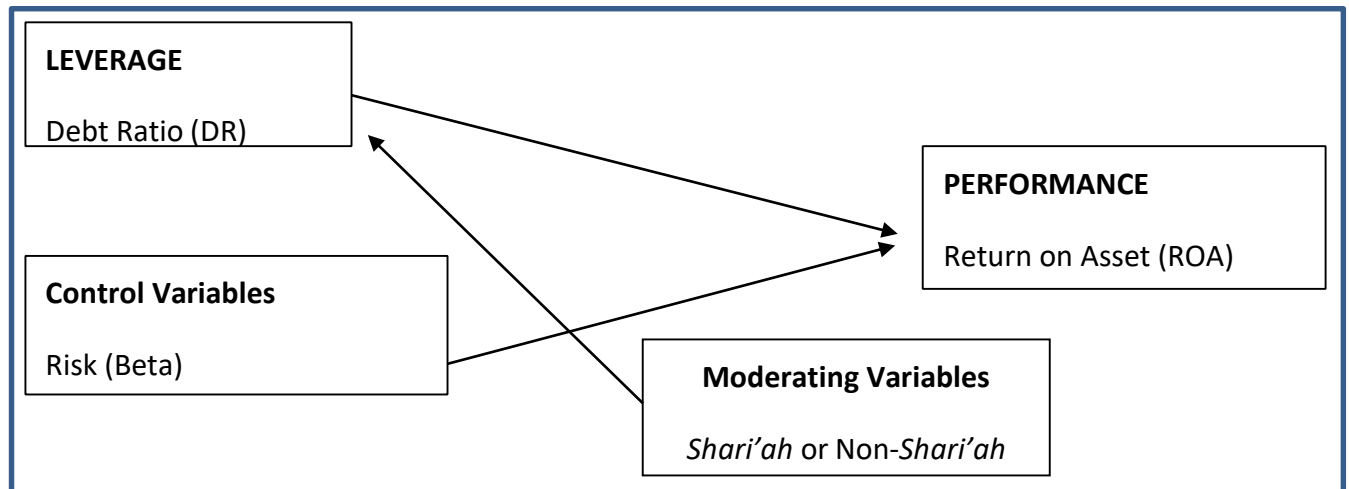 LEVERAGE
Debt Ratio (DR)
PERFORMANCE
Return on Asset (ROA)
Control Variables
Risk (Beta)
Moderating Variables
Shari’ah or Non-Shari’ah